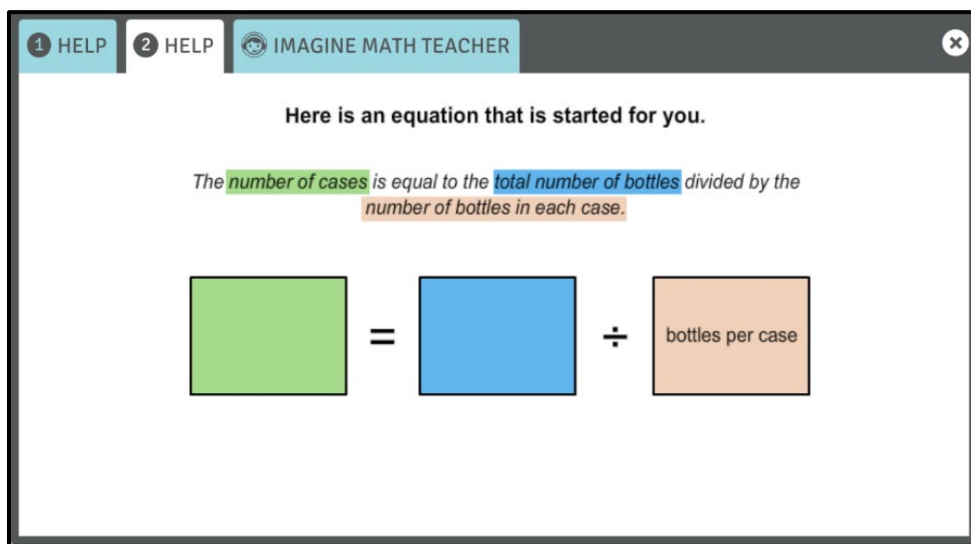 1 HELP
2 HELP
IMAGINE MATH TEACHER
Here is an equation that is started for you.
The number of cases is equal to the total number of bottles divided by the
number of bottles in each case.
= ÷ bottles per case